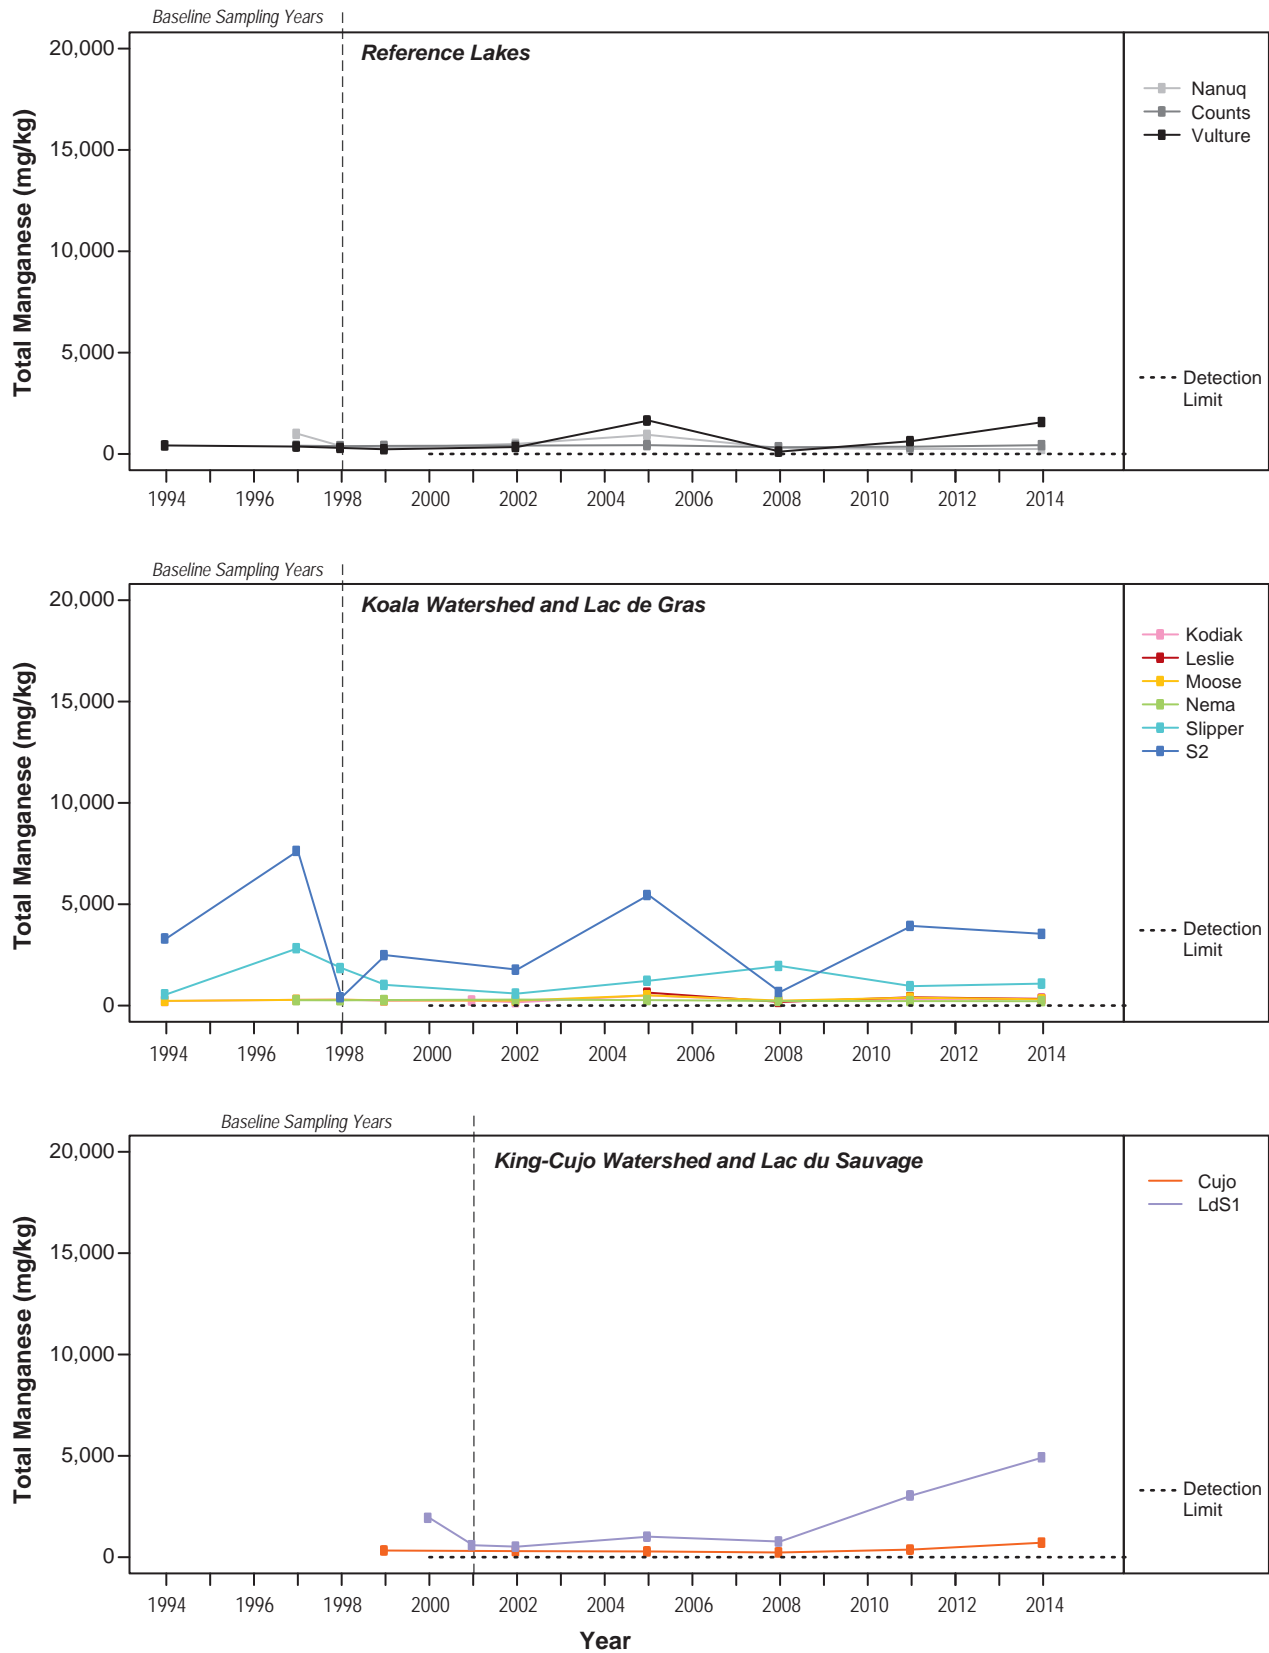 Baseline Sampling Years
Reference Lakes
Total Manganese (mg/kg)
20,000
15,000
10,000
5,000
0
1994 1996 1998 2000 2002 2004 2006 2008 2010 2012 2014
Nanuq
Counts
Vulture
Detection
Limit
Baseline Sampling Years
Koala Watershed and Lac de Gras
Total Manganese (mg/kg)
20,000
15,000
10,000
5,000
0
1994 1996 1998 2000 2002 2004 2006 2008 2010 2012 2014
Kodiak
Leslie
Moose
Nema
Slipper
S2
Detection
Limit
Baseline Sampling Years
King-Cujo Watershed and Lac du Sauvage
Total Manganese (mg/kg)
20,000
15,000
10,000
5,000
0
1994 1996 1998 2000 2002 2004 2006 2008 2010 2012 2014
Year
Cujo
LdS1
Detection
Limit